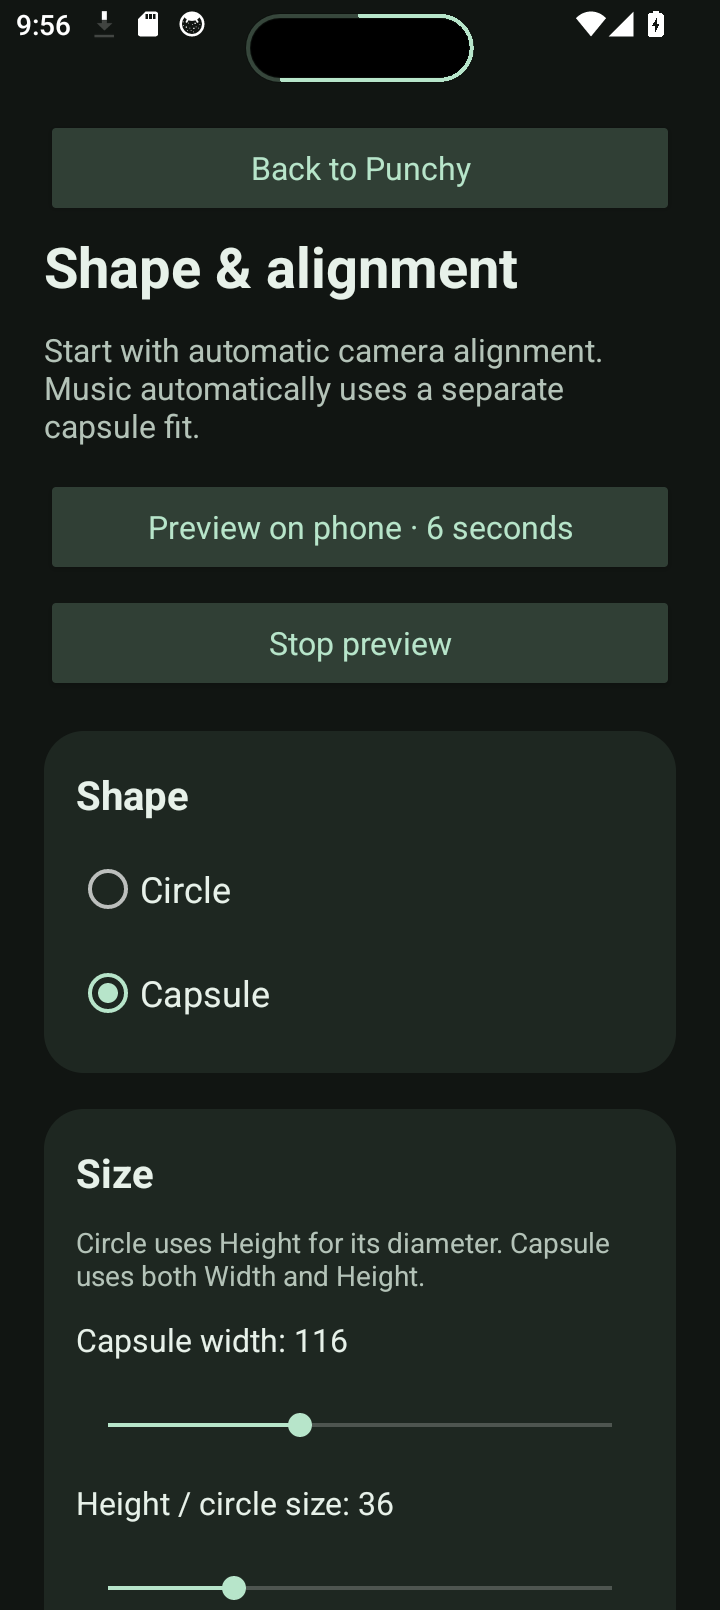 9:56
Back to Punchy
Shape & alignment
Start with automatic camera alignment.
Music automatically uses a separate
capsule fit.
Preview on phone · 6 seconds
Stop preview
Shape
Circle
Capsule
Size
Circle uses Height for its diameter. Capsule
uses both Width and Height.
Capsule width: 116
Height / circle size: 36